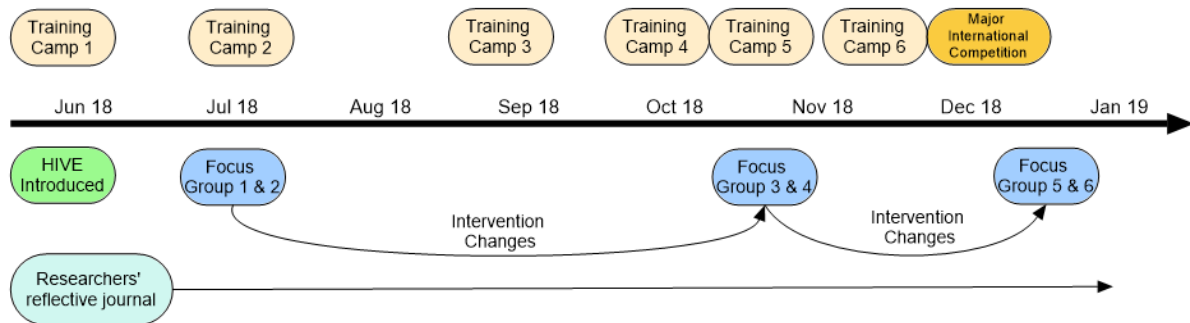 Training
Camp 1
Training
Camp 2
Training
Camp 3
Training
Camp 4
Training
Camp 5
Training
Camp 6
Major
International
Competition
Jun 18
Jul 18
Aug 18
Sep 18
Oct 18
Nov 18
Dec 18
Jan 19
HIVE
Introduced
Focus
Group 1 & 2
Focus
Group 3 & 4
Focus
Group 5 & 6
Intervention
Changes
Intervention
Changes
Researchers'
reflective journal